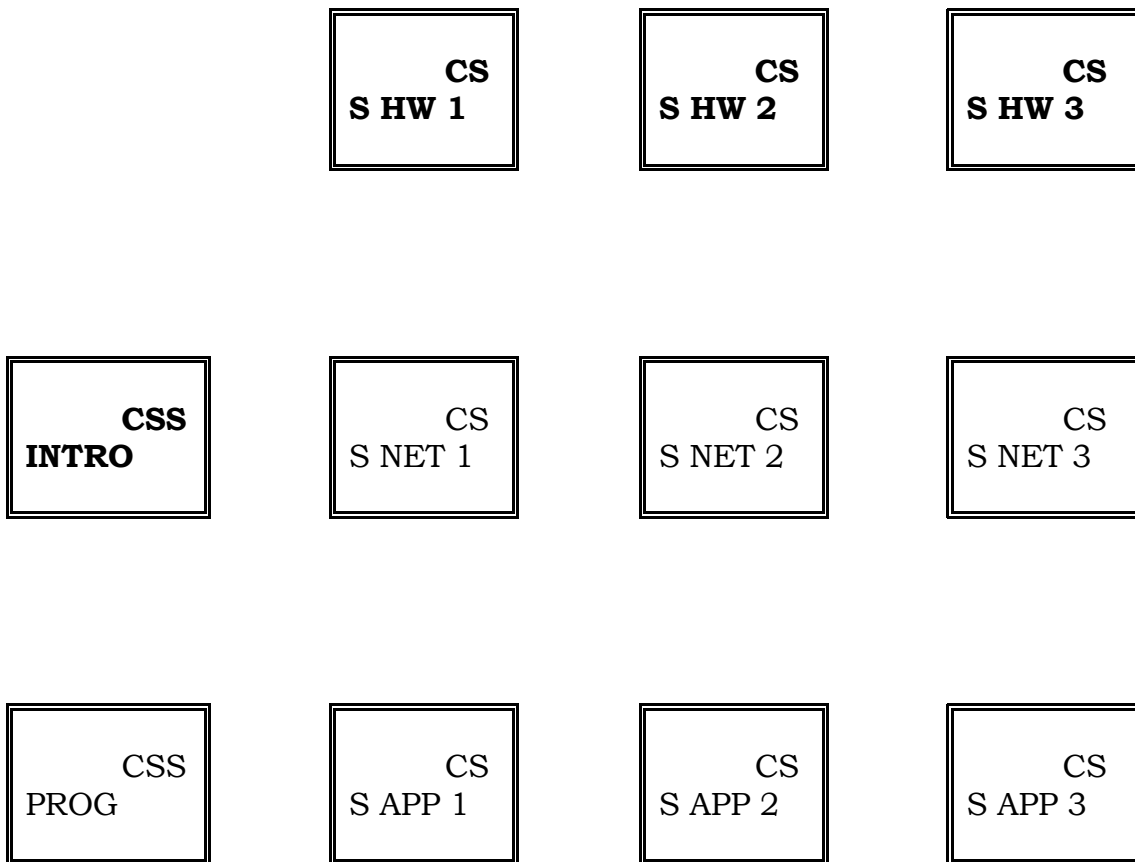 CS
S HW 1
CS
S HW 2
CS
S HW 3
CSS
INTRO
CS
S NET 1
CS
S NET 2
CS
S NET 3
CSS
PROG
CS
S APP 1
CS
S APP 2
CS
S APP 3